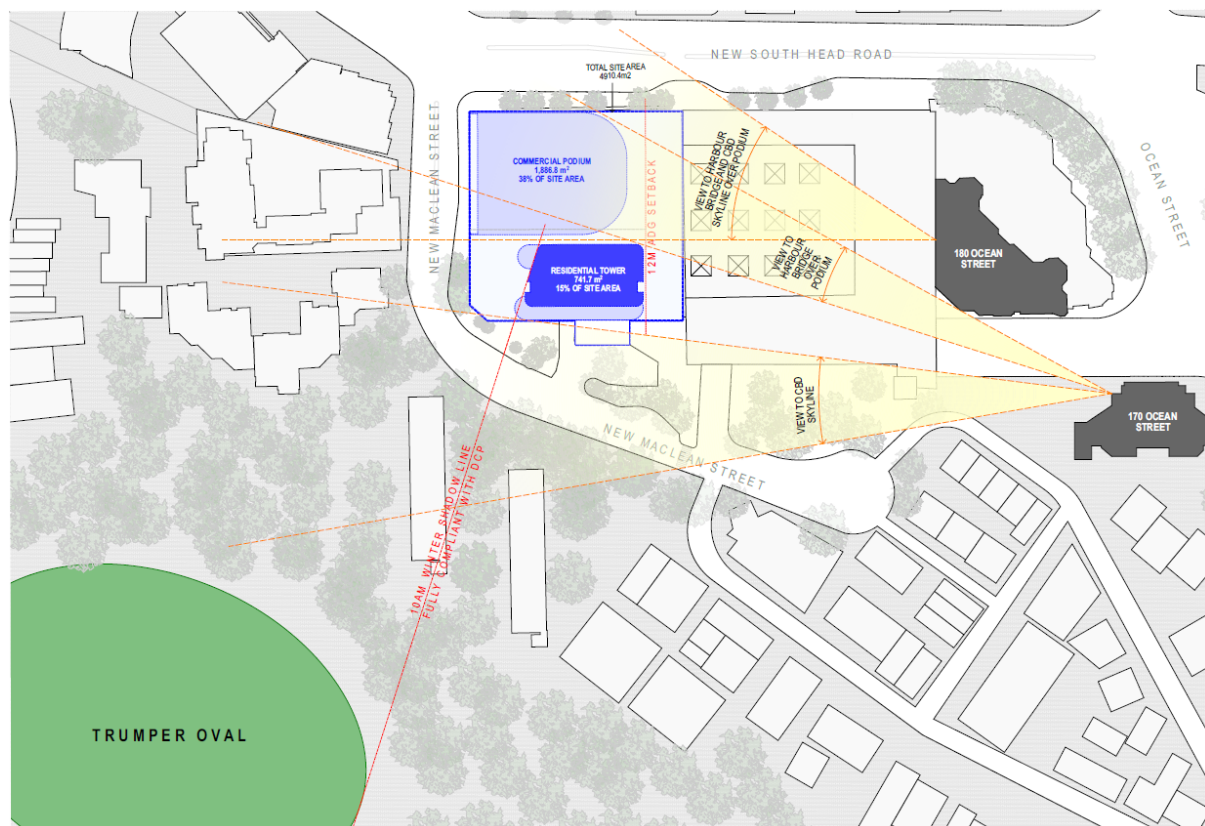 NEW SOUTH HEAD ROAD
TOTAL SITE AREA
4910.4m2
NEW MACLEAN STREET
COMMERCIAL PODIUM
1,886.8 m²
38% OF SITE AREA
12M ADG SETBACK
VIEW TO HARBOUR
BRIDGE AND CBD
SKYLINE OVER PODIUM
OCEAN STREET
180 OCEAN
STREET
VIEW TO
HARBOUR
BRIDGE
OVER
PODIUM
RESIDENTIAL TOWER
741.7 m²
15% OF SITE AREA
VIEW TO CBD
SKYLINE
170 OCEAN
STREET
NEW MACLEAN STREET
10AM WINTER SHADOW LINE
FULLY COMPLIANT WITH DCP
TRUMPER OVAL